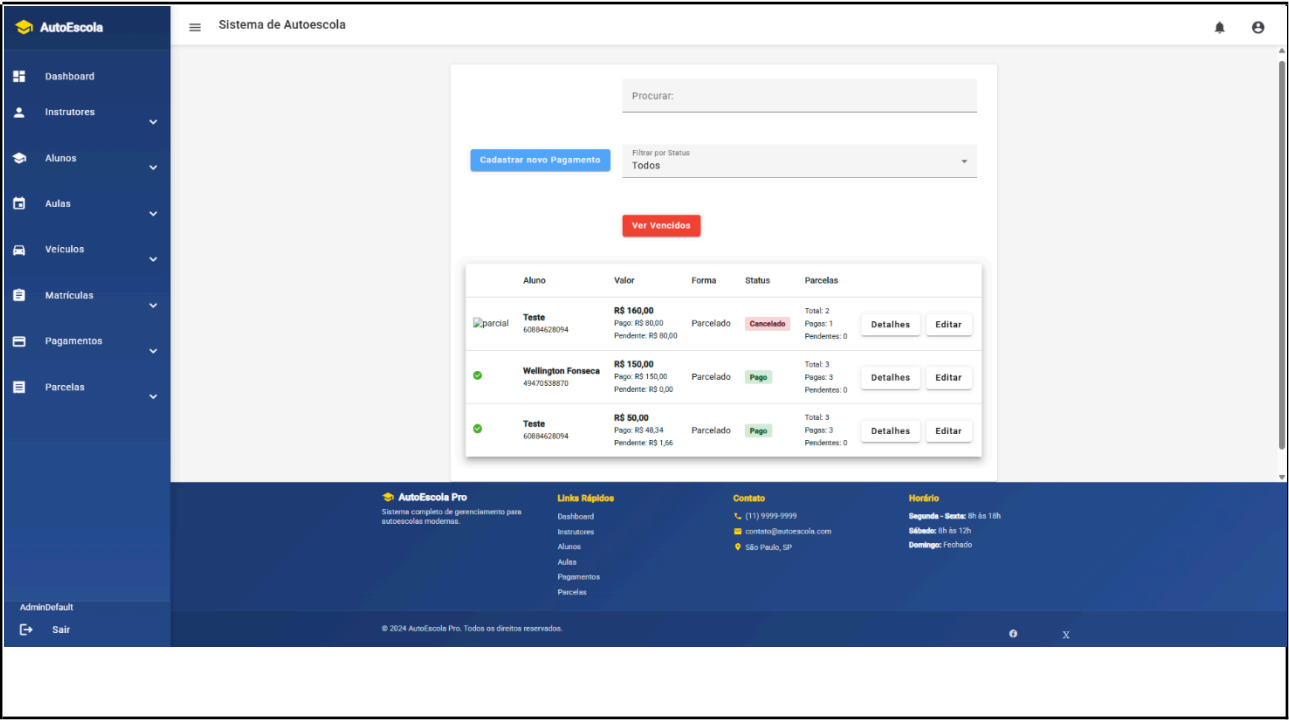 AutoEscola
Sistema de Autoescola
Dashboard
Instrutores
Alunos
Aulas
Veículos
Matrículas
Pagamentos
Parcelas
AdminDefault
Sair
Procurar:
Cadastrar novo Pagamento
Filtrar por Status
Todos
Ver Vencidos
Aluno Valor Forma Status Parcelas
parcial
Teste
60884628094
R$ 160,00
Pago: R$ 80,00
Pendente: R$ 80,00
Parcelado
Cancelado
Total: 2
Pagas: 1
Pendentes: 0
Detalhes
Editar
Wellington Fonseca
49470538870
R$ 150,00
Pago: R$ 150,00
Pendente: R$ 0,00
Parcelado
Pago
Total: 3
Pagas: 3
Pendentes: 0
Detalhes
Editar
Teste
60884628094
R$ 50,00
Pago: R$ 48,34
Pendente: R$ 1,66
Parcelado
Pago
Total: 3
Pagas: 3
Pendentes: 0
Detalhes
Editar
AutoEscola Pro
Sistema completo de gerenciamento para
autoescolas modernas.
Links Rápidos
Dashboard
Instrutores
Alunos
Aulas
Pagamentos
Parcelas
Contato
(11) 9999-9999
contato@autoescola.com
São Paulo, SP
Horário
Segunda - Sexta: 8h às 18h
Sábado: 8h às 12h
Domingo: Fechado
© 2024 AutoEscola Pro. Todos os direitos reservados.
X